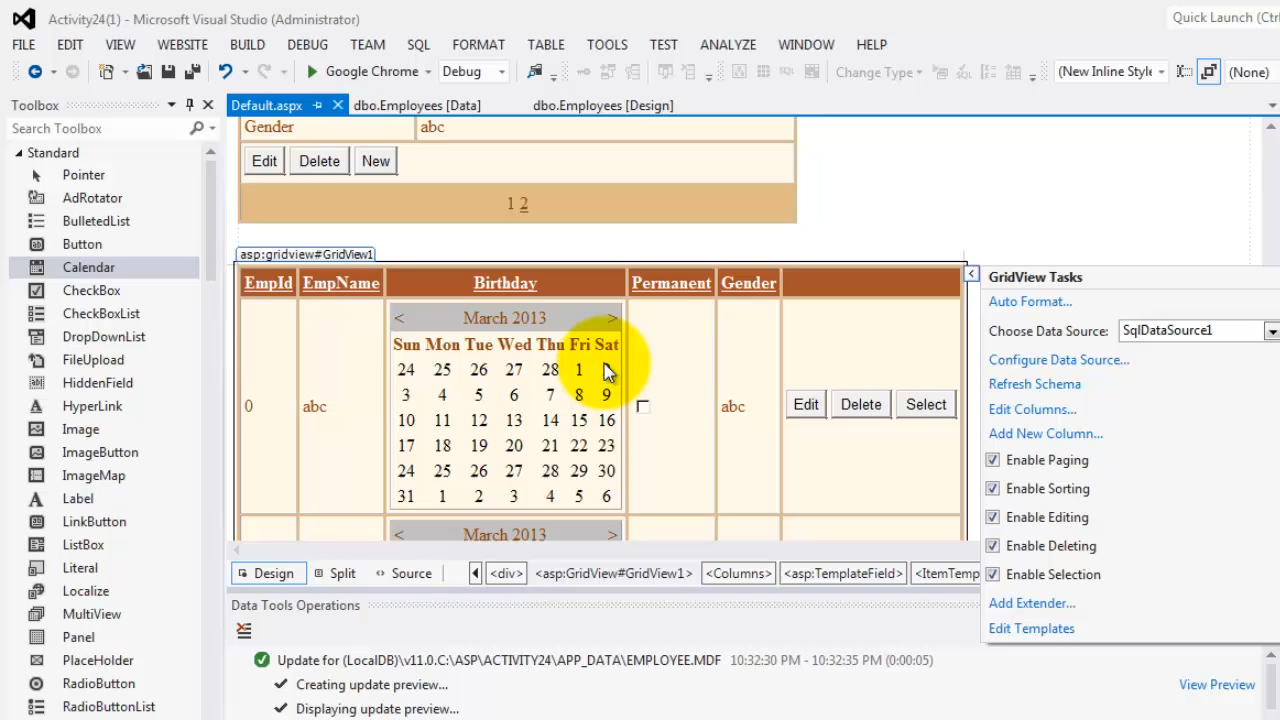 Activity24(1) - Microsoft Visual Studio (Administrator)
Quick Launch (Ctrl
FILE EDIT VIEW WEBSITE BUILD DEBUG TEAM SQL FORMAT TABLE TOOLS TEST ANALYZE WINDOW HELP
Google Chrome Debug Change Type (New Inline Style (None)
Toolbox
Default.aspx dbo.Employees [Data] dbo.Employees [Design]
Search Toolbox
Standard
Pointer
AdRotator
BulletedList
Button
Calendar
CheckBox
CheckBoxList
DropDownList
FileUpload
HiddenField
HyperLink
Image
ImageButton
ImageMap
Label
LinkButton
ListBox
Literal
Localize
MultiView
Panel
PlaceHolder
RadioButton
RadioButtonList
Gender abc
Edit Delete New
1 2
asp:gridview#GridView1
EmpId EmpName Birthday Permanent Gender
< March 2013 >
Sun Mon Tue Wed Thu Fri Sat
24 25 26 27 28 1
3 4 5 6 7 8 9
10 11 12 13 14 15 16
17 18 19 20 21 22 23
24 25 26 27 28 29 30
31 1 2 3 4 5 6
0 abc abc Edit Delete Select
< March 2013 >
GridView Tasks
Auto Format...
Choose Data Source: SqlDataSource1
Configure Data Source...
Refresh Schema
Edit Columns...
Add New Column...
Enable Paging
Enable Sorting
Enable Editing
Enable Deleting
Enable Selection
Add Extender...
Edit Templates
Design Split Source <div> <asp:GridView#GridView1> <Columns> <asp:TemplateField> <ItemTemp
Data Tools Operations
Update for (LocalDB)\v11.0.C:\ASP\ACTIVITY24\APP_DATA\EMPLOYEE.MDF 10:32:30 PM - 10:32:35 PM (0:00:05)
Creating update preview... View Preview
Displaying update preview...